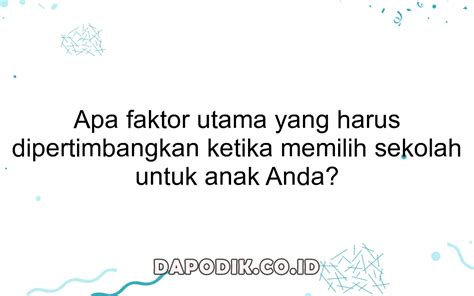 Apa faktor utama yang harus
dipertimbangkan ketika memilih sekolah
untuk anak Anda?
DAPODIK.CO.ID